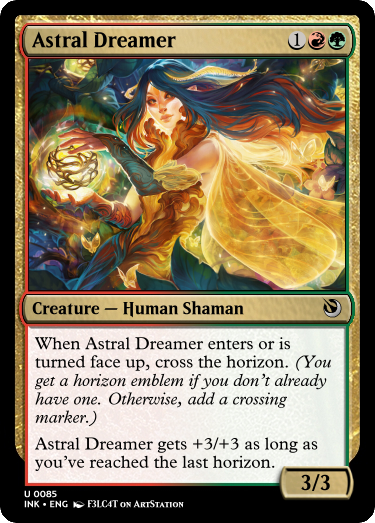 Astral Dreamer 1
Creature — Human Shaman
When Astral Dreamer enters or is
turned face up, cross the horizon. (You
get a horizon emblem if you don't already
have one. Otherwise, add a crossing
marker.)
Astral Dreamer gets +3/+3 as long as
you've reached the last horizon.
3/3
U 0085
INK • ENG F3LC4T ON ARTSTATION